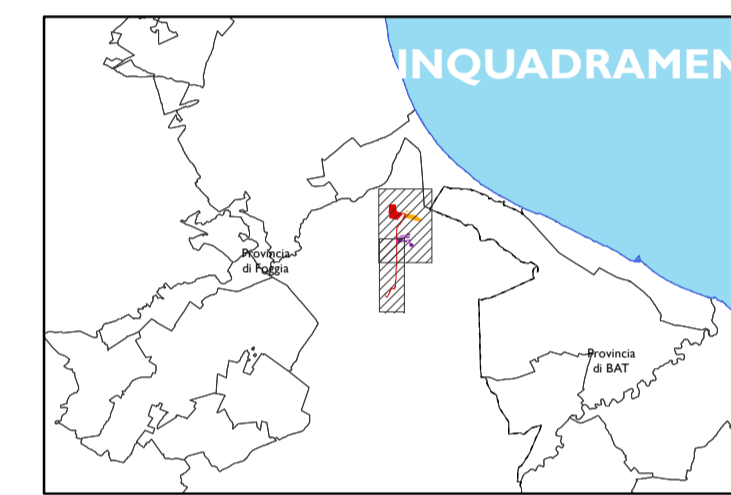 INQUADRAMEN
Provincia
di Foggia
Provincia
di BAT